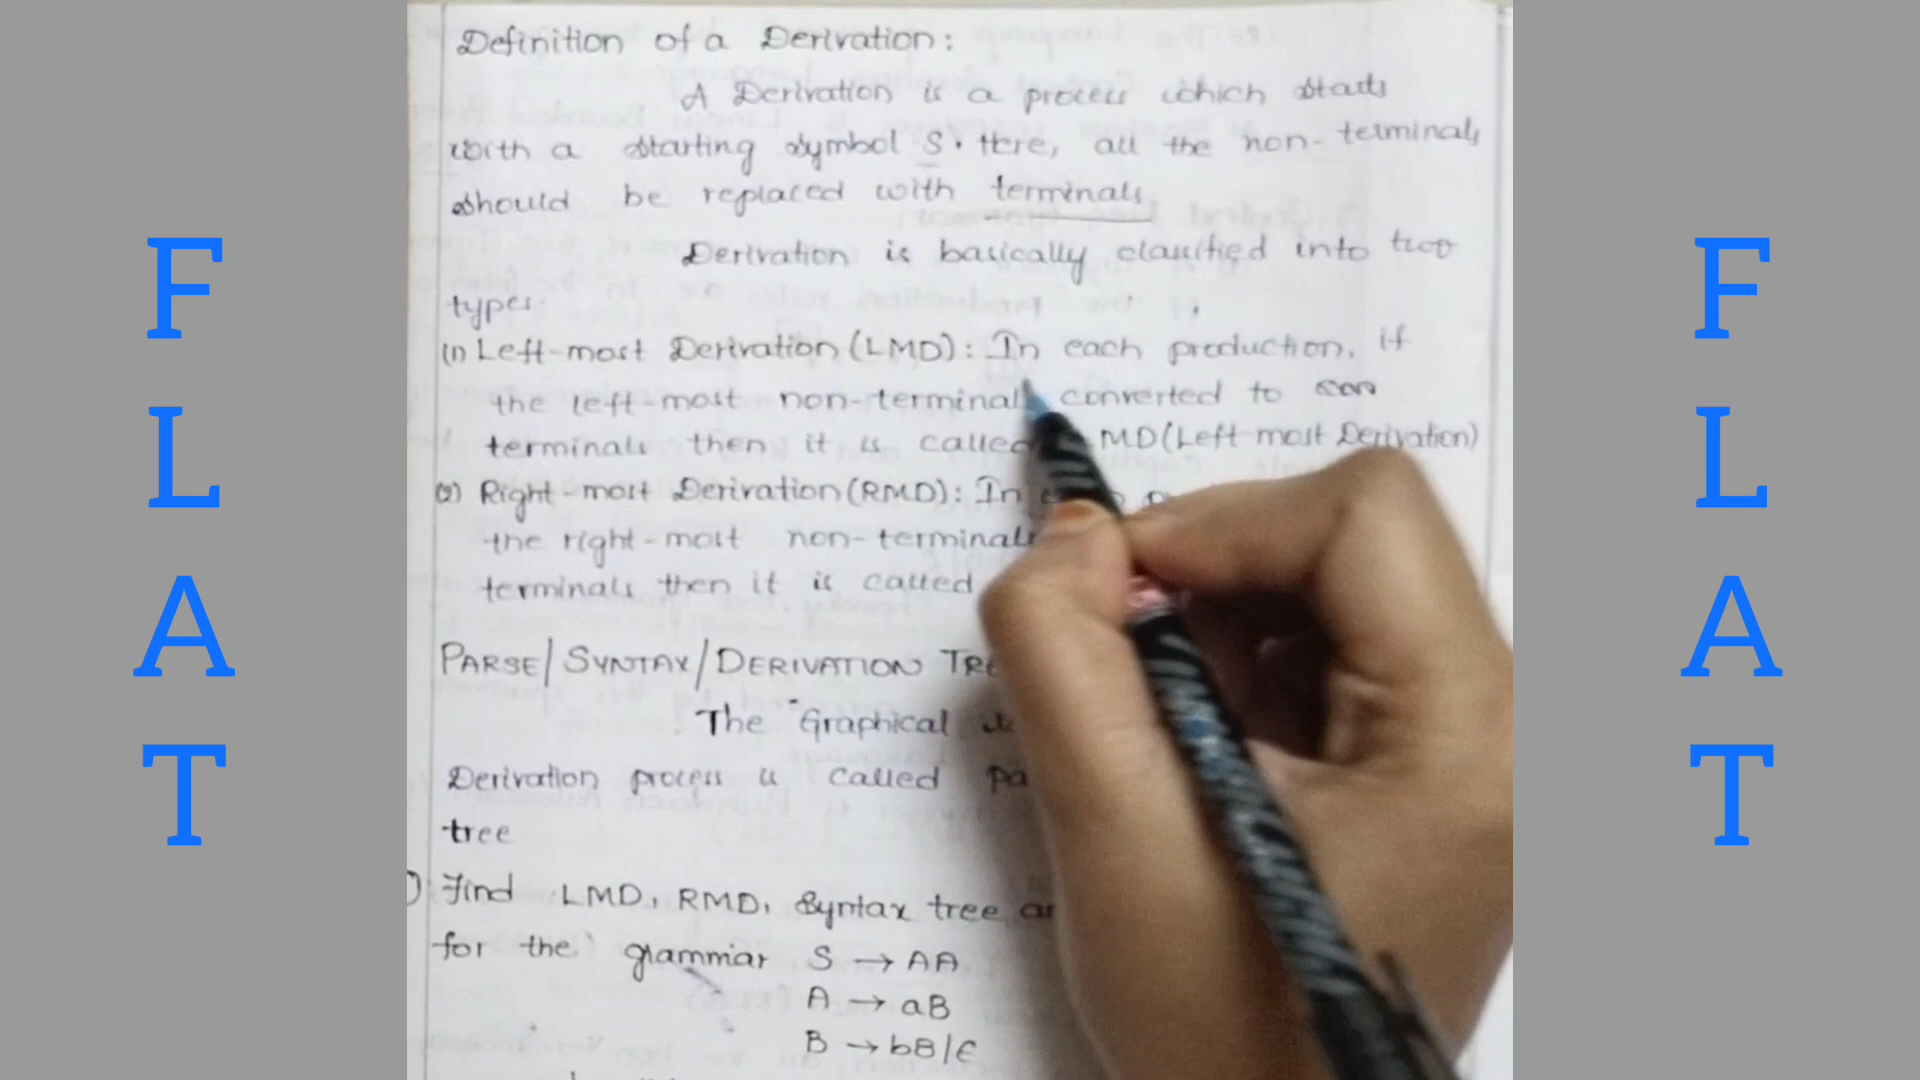 F
L
A
T
Definition of a Derivation:
A Derivation is a process which starts
with a starting symbol S. Here, all the non-terminals
should be replaced with terminals
Derivation is basically classified into two
types.
(1) Left-most Derivation (LMD): In each production, if
the left-most non-terminals converted to
terminals then it is called MD (Left most Derivation)
(2) Right-most Derivation (RMD): In
the right-most non-terminals
terminals then it is called
PARSE/SYNTAX/DERIVATION TRE
The Graphical
Derivation process is called Pa
tree
) Find LMD, RMD, Syntax tree
for the grammar S → AA
A → aB
B → bB/ε
F
L
A
T